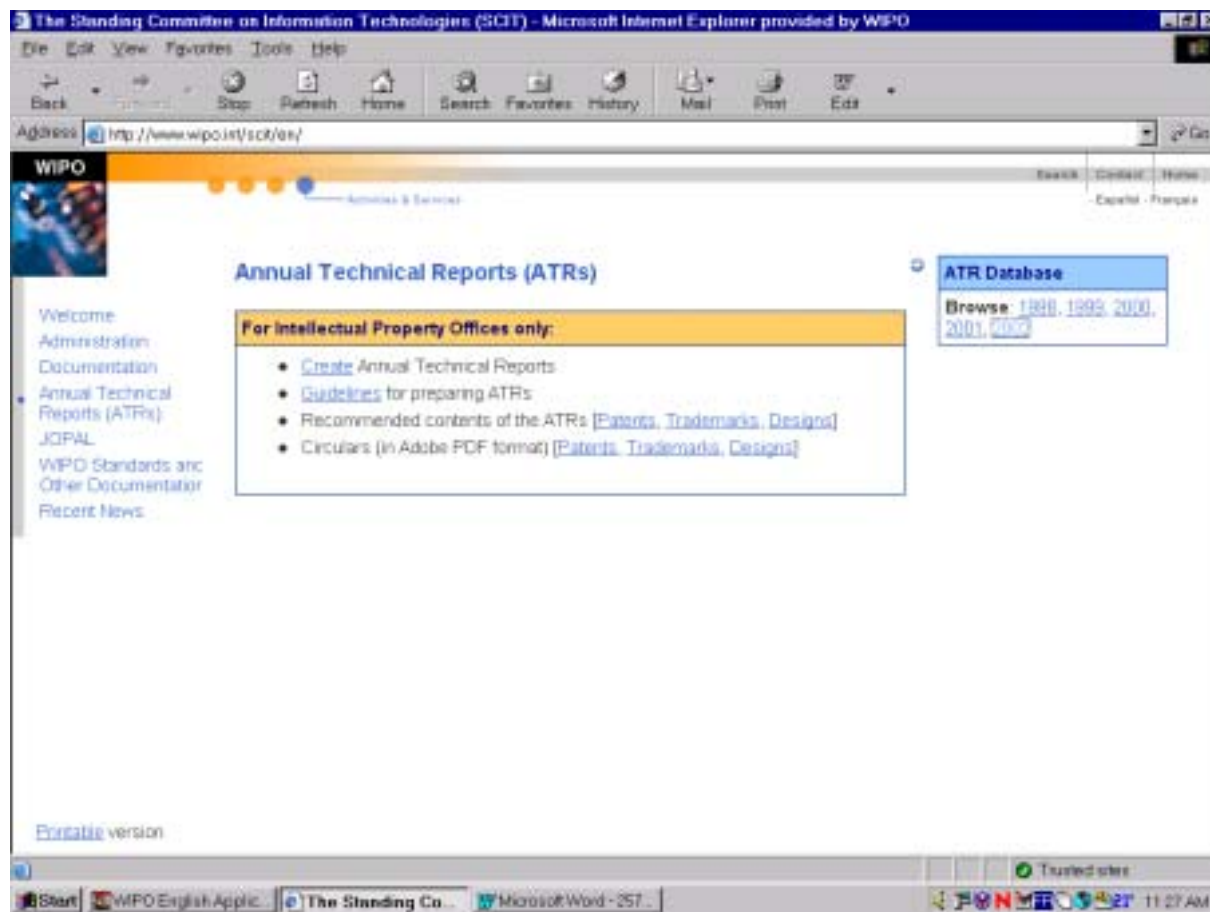 The Standing Committee on Information Technologies (SCIT) - Microsoft Internet Explorer provided by WIPO
File Edit View Favorites Tools Help
Back Stop Refresh Home Search Favorites History Mail Print Edit
Address http://www.wipo.int/scit/en/ Go
WIPO
Search Contact Home
Activities & Services
Español - Français
Annual Technical Reports (ATRs)
For Intellectual Property Offices only:
Create Annual Technical Reports
Guidelines for preparing ATRs
Recommended contents of the ATRs [Patents, Trademarks, Designs]
Circulars (in Adobe PDF format) [Patents, Trademarks, Designs]
ATR Database
Browse: 1998, 1999, 2000,
2001, 2002
Welcome
Administration
Documentation
Annual Technical
Reports (ATRs)
JOPAL
WIPO Standards and
Other Documentation
Recent News
Printable version
Trusted sites
Start WIPO English Applic... The Standing Co... Microsoft Word - 257... 11:27 AM